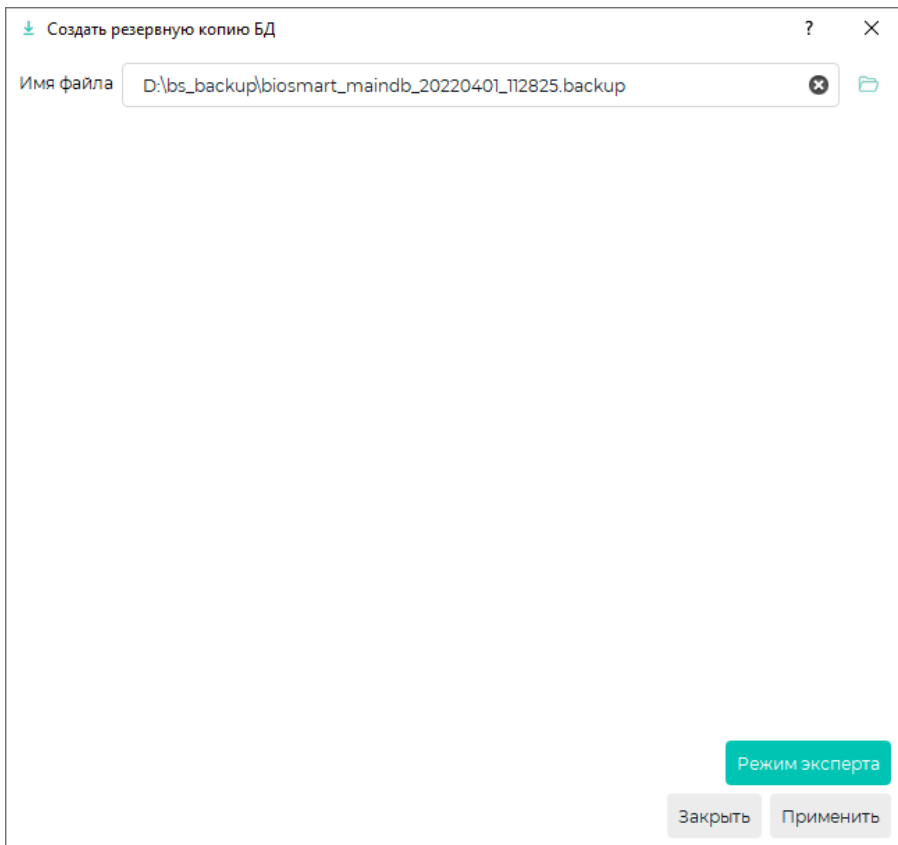 Создать резервную копию БД
?
Имя файла
D:\bs_backup\biosmart_maindb_20220401_112825.backup
Режим эксперта
Закрыть
Применить